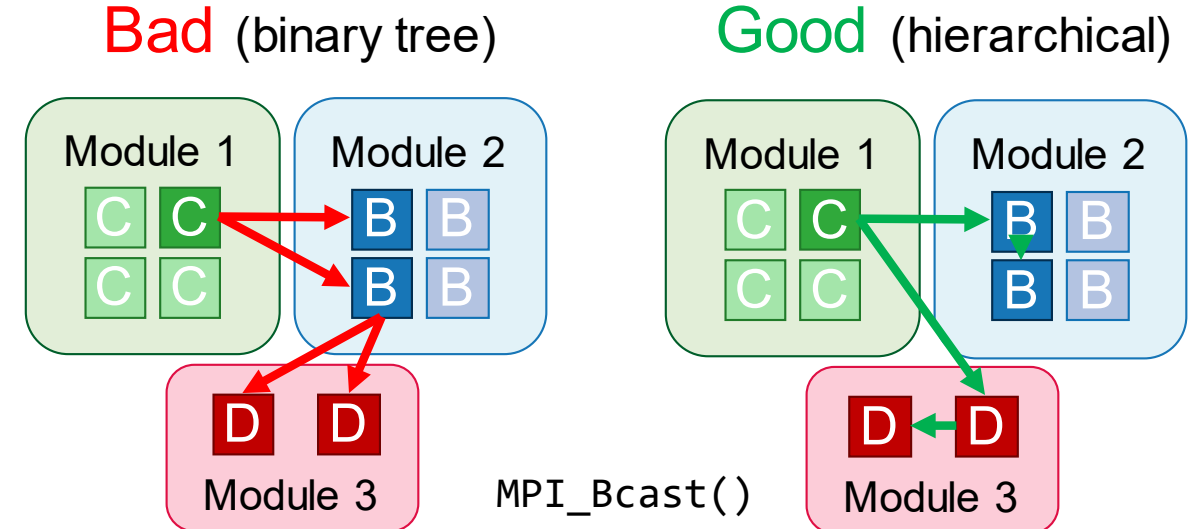 Bad (binary tree)
Module 1
C C
C C
Module 2
B B
B B
D D
Module 3
MPI_Bcast()
Good (hierarchical)
Module 1
C C
C C
Module 2
B B
B B
D D
Module 3